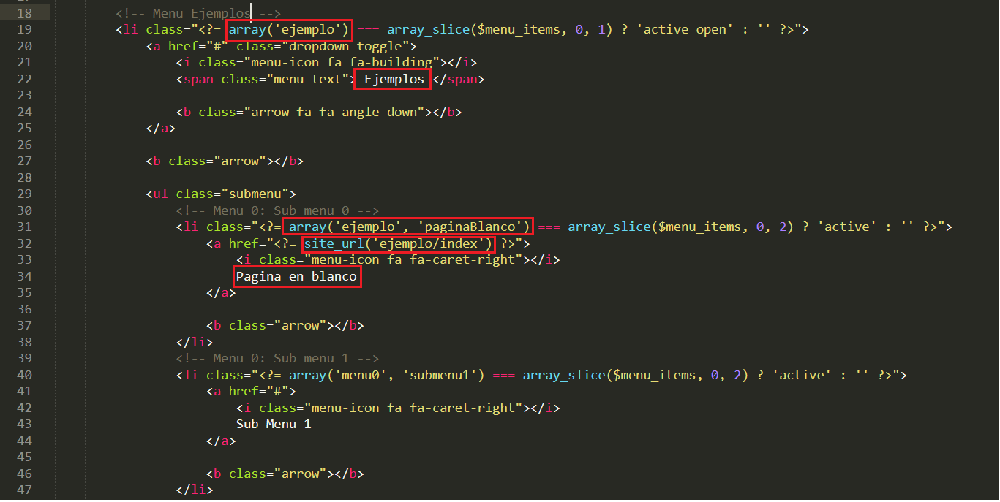 18 <!-- Menu Ejemplos -->
19 <li class="<?= array('ejemplo') === array_slice($menu_items, 0, 1) ? 'active open' : '' ?>">
20 <a href="#" class="dropdown-toggle">
21 <i class="menu-icon fa fa-building"></i>
22 <span class="menu-text"> Ejemplos </span>
23
24 <b class="arrow fa fa-angle-down"></b>
25 </a>
26
27 <b class="arrow"></b>
28
29 <ul class="submenu">
30 <!-- Menu 0: Sub menu 0 -->
31 <li class="<?= array('ejemplo', 'paginaBlanco') === array_slice($menu_items, 0, 2) ? 'active' : '' ?>">
32 <a href="<?= site_url('ejemplo/index') ?>">
33 <i class="menu-icon fa fa-caret-right"></i>
34 Pagina en blanco
35 </a>
36
37 <b class="arrow"></b>
38 </li>
39 <!-- Menu 0: Sub menu 1 -->
40 <li class="<?= array('menu0', 'submenu1') === array_slice($menu_items, 0, 2) ? 'active' : '' ?>">
41 <a href="#">
42 <i class="menu-icon fa fa-caret-right"></i>
43 Sub Menu 1
44 </a>
45
46 <b class="arrow"></b>
47 </li>